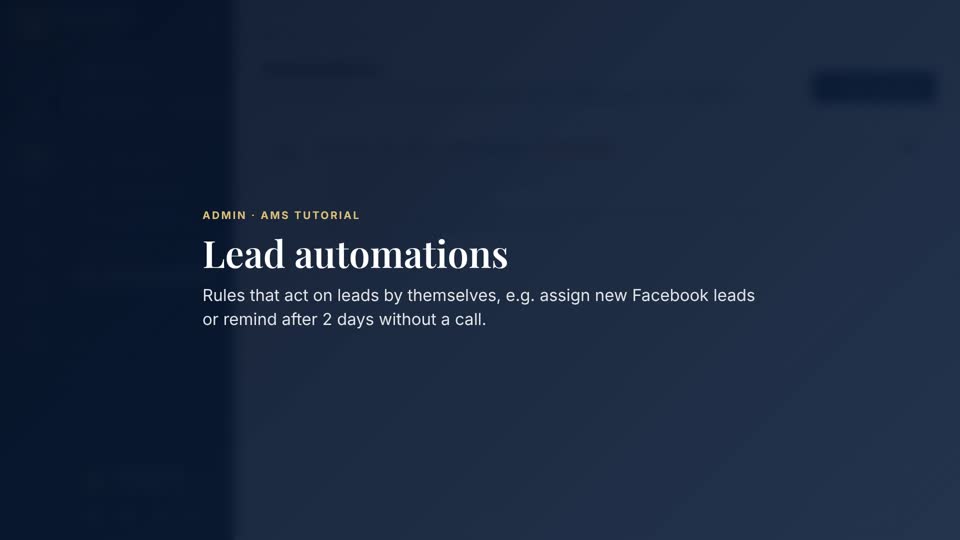 ADMIN · AMS TUTORIAL
Lead automations
Rules that act on leads by themselves, e.g. assign new Facebook leads
or remind after 2 days without a call.